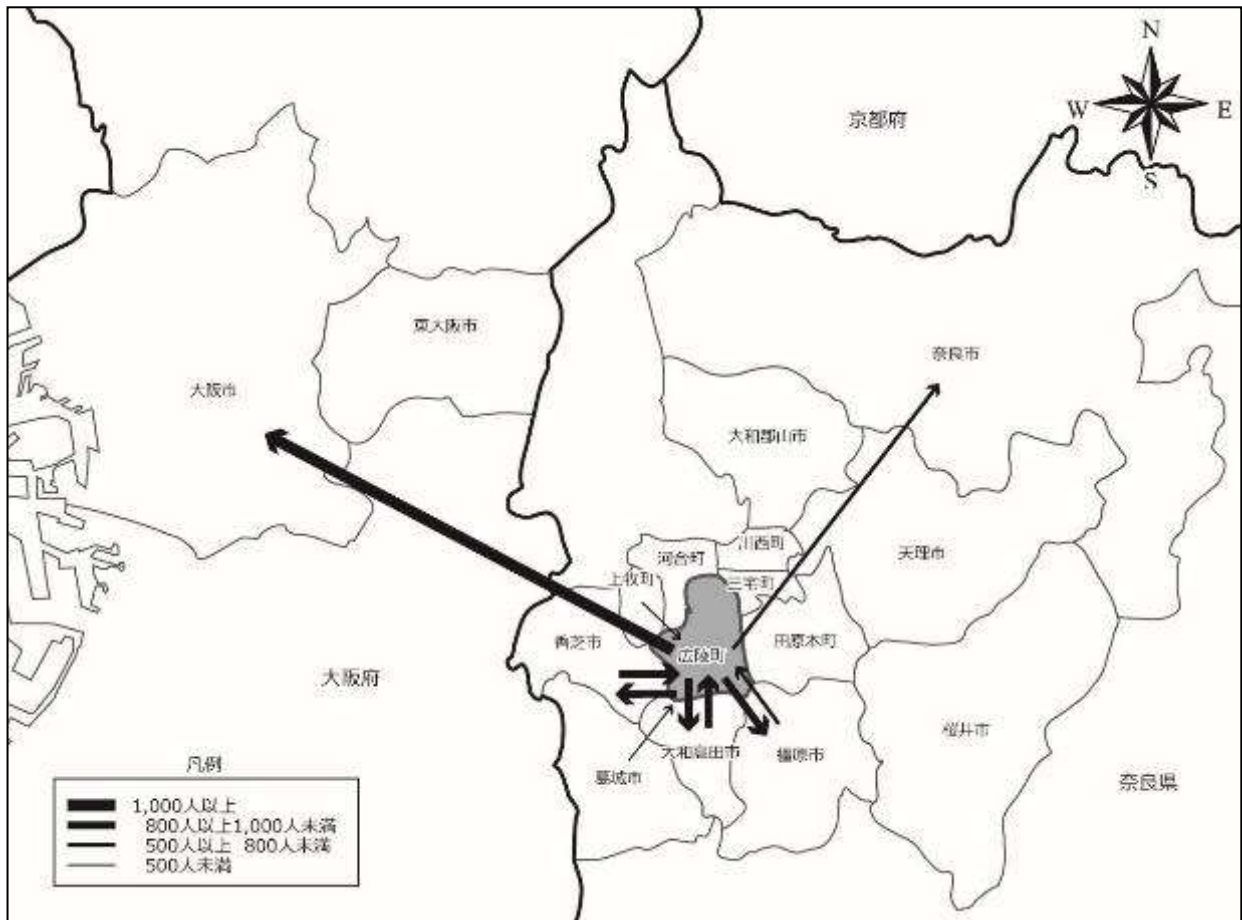 N
京都府
W
E
S
東大阪市
奈良市
大阪市
大和郡山市
川西町
天理市
河合町
上牧町
三宅町
香芝市
田原本町
広陵町
大阪府
桜井市
大和高田市
橿原市
葛城市
奈良県
凡例
1,000人以上
800人以上1,000人未満
500人以上 800人未満
500人未満